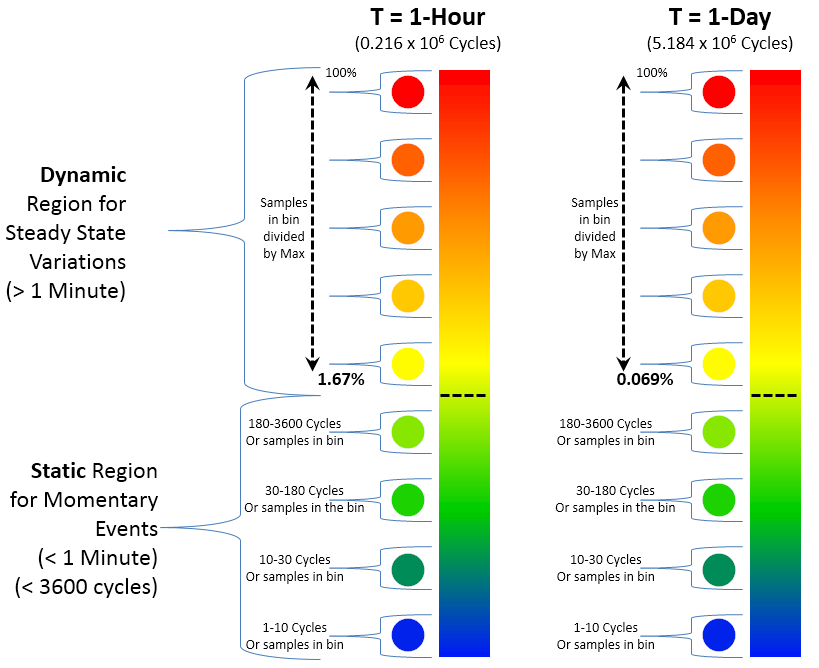 T = 1-Hour
(0.216 x 10⁶ Cycles)
T = 1-Day
(5.184 x 10⁶ Cycles)
Dynamic
Region for
Steady State
Variations
(> 1 Minute)
100%
Samples
in bin
divided
by Max
1.67%
100%
Samples
in bin
divided
by Max
0.069%
Static Region
for Momentary
Events
(< 1 Minute)
(< 3600 cycles)
180-3600 Cycles
Or samples in bin
30-180 Cycles
Or samples in the bin
10-30 Cycles
Or samples in bin
1-10 Cycles
Or samples in bin
180-3600 Cycles
Or samples in bin
30-180 Cycles
Or samples in the bin
10-30 Cycles
Or samples in bin
1-10 Cycles
Or samples in bin